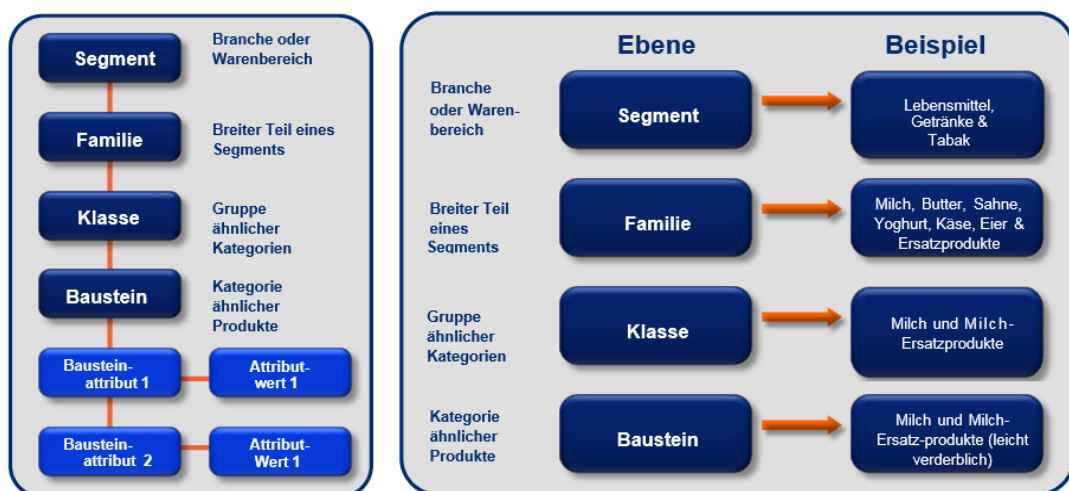 Segment
Branche oder
Warenbereich
Familie
Breiter Teil eines
Segments
Klasse
Gruppe
ähnlicher
Kategorien
Baustein
Kategorie
ähnlicher
Produkte
Baustein-
attribut 1
Attribut-
wert 1
Baustein-
attribut 2
Attribut-
Wert 1
Ebene
Beispiel
Branche
oder Waren-
bereich
Segment
Lebensmittel,
Getränke &
Tabak
Breiter Teil
eines
Segments
Familie
Milch, Butter, Sahne,
Yoghurt, Käse, Eier &
Ersatzprodukte
Gruppe
ähnlicher
Kategorien
Klasse
Milch und Milch-
Ersatzprodukte
Kategorie
ähnlicher
Produkte
Baustein
Milch und Milch-
Ersatz-produkte (leicht
verderblich)